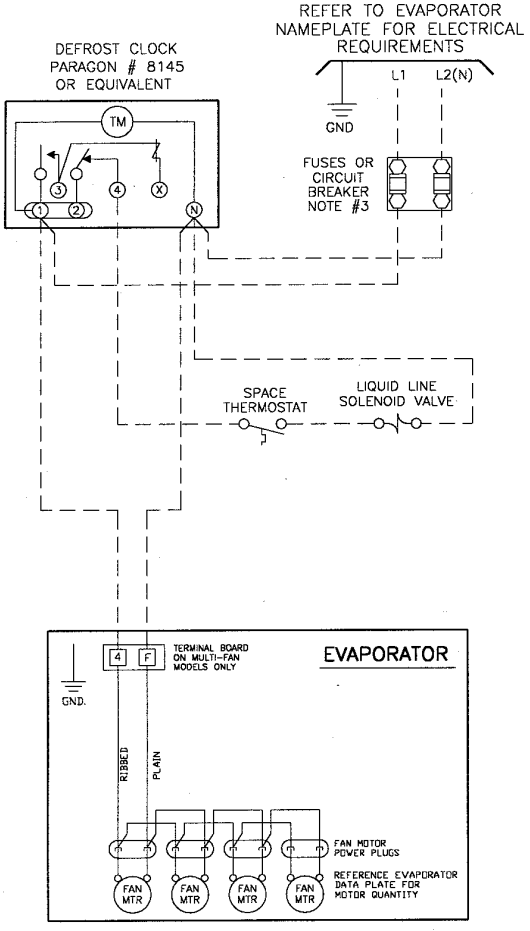 REFER TO EVAPORATOR
NAMEPLATE FOR ELECTRICAL
REQUIREMENTS
DEFROST CLOCK
PARAGON # 8145
OR EQUIVALENT
L1
L2(N)
GND
TM
FUSES OR
CIRCUIT
BREAKER
NOTE #3
3
4
X
1
2
N
SPACE
THERMOSTAT
LIQUID LINE
SOLENOID VALVE
4
F
TERMINAL BOARD
ON MULTI-FAN
MODELS ONLY
EVAPORATOR
GND.
RIBBED
PLAIN
FAN MOTOR
POWER PLUGS
FAN
MTR
FAN
MTR
FAN
MTR
FAN
MTR
REFERENCE EVAPORATOR
DATA PLATE FOR
MOTOR QUANTITY